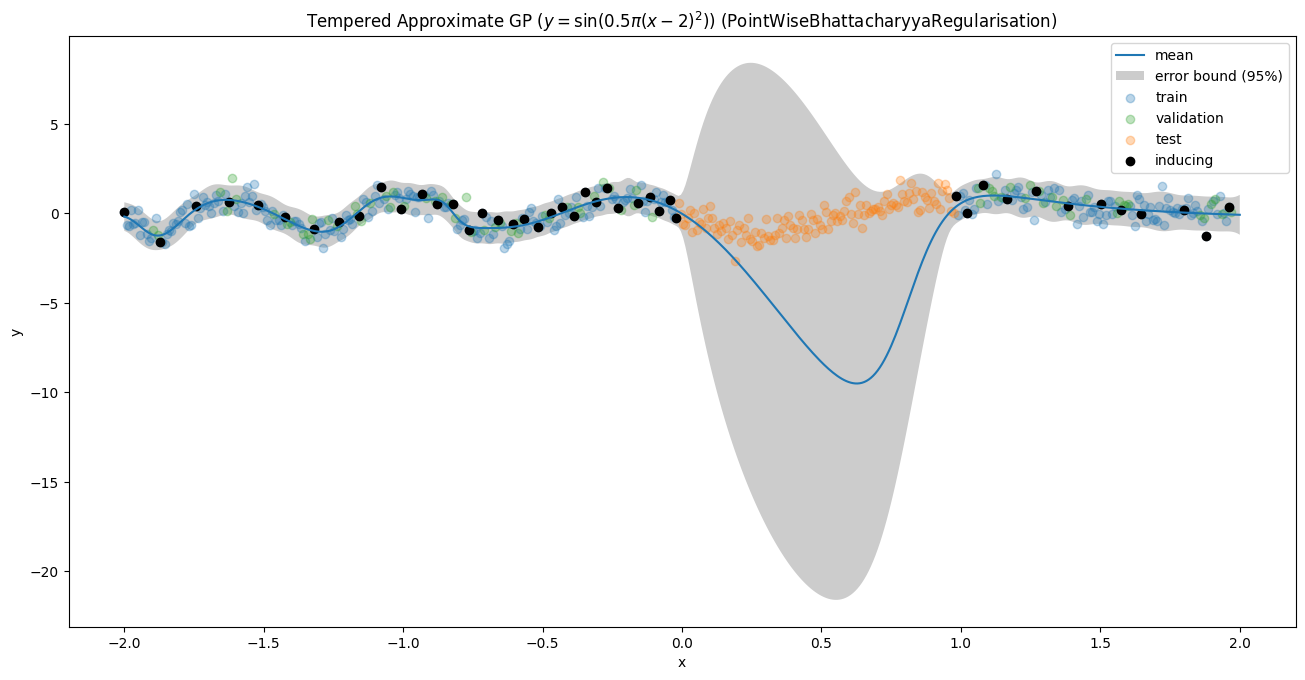 Tempered Approximate GP (y = sin(0.5π(x − 2)²)) (PointWiseBhattacharyyaRegularisation)
mean
error bound (95%)
train
validation
test
inducing
5
0
−5
−10
−15
−20
y
−2.0 −1.5 −1.0 −0.5 0.0 0.5 1.0 1.5 2.0
x